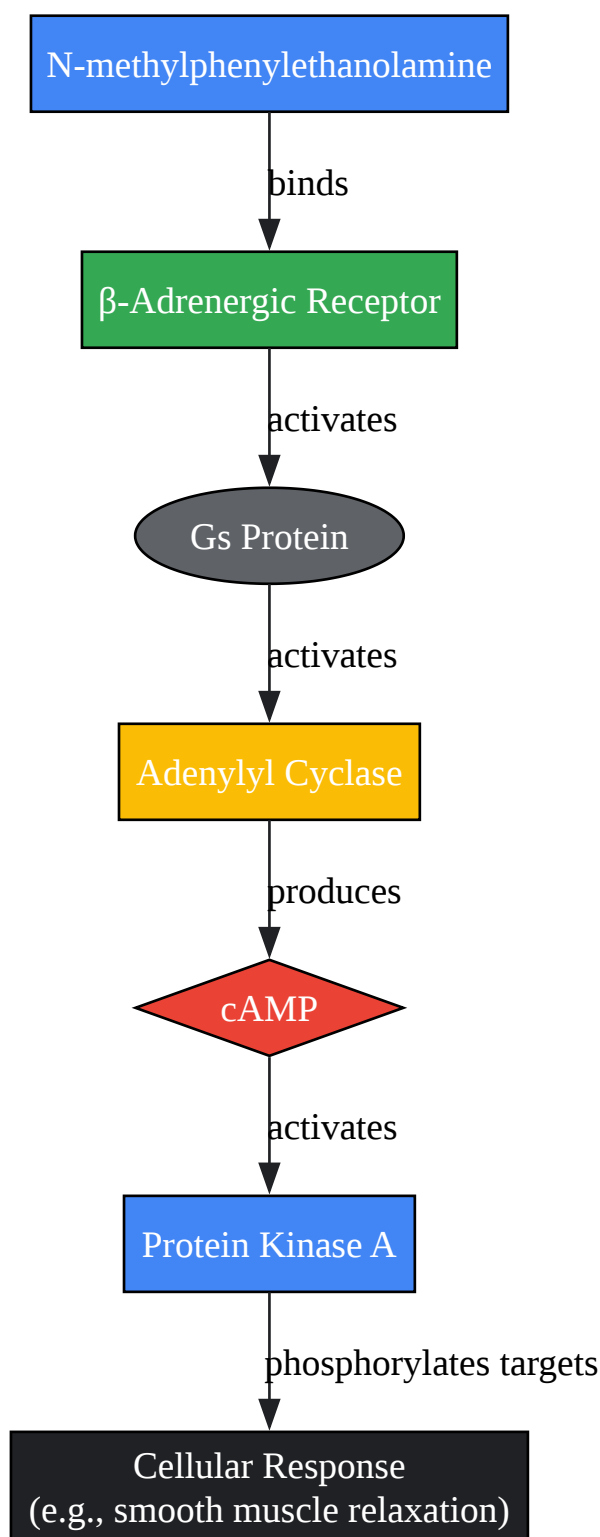 N-methylphenylethanolamine
binds
β-Adrenergic Receptor
activates
Gs Protein
activates
Adenylyl Cyclase
produces
cAMP
activates
Protein Kinase A
phosphorylates targets
Cellular Response
(e.g., smooth muscle relaxation)